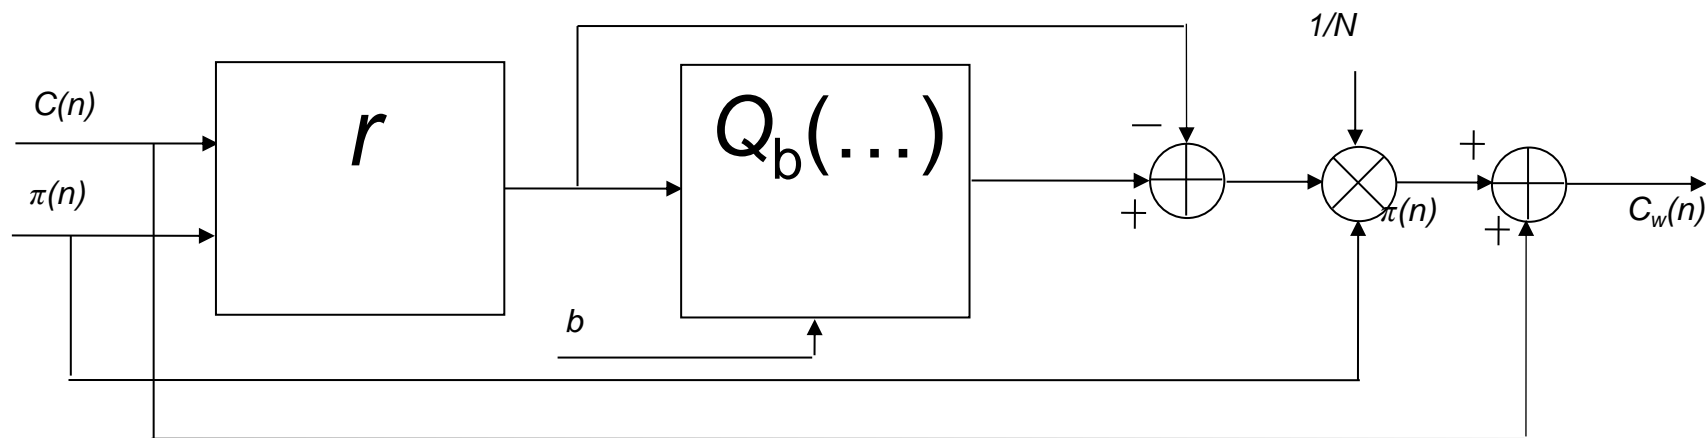 1/N
C(n)
r
Q_b(…)
−
+
π(n)
π(n)
+
+
C_w(n)
b